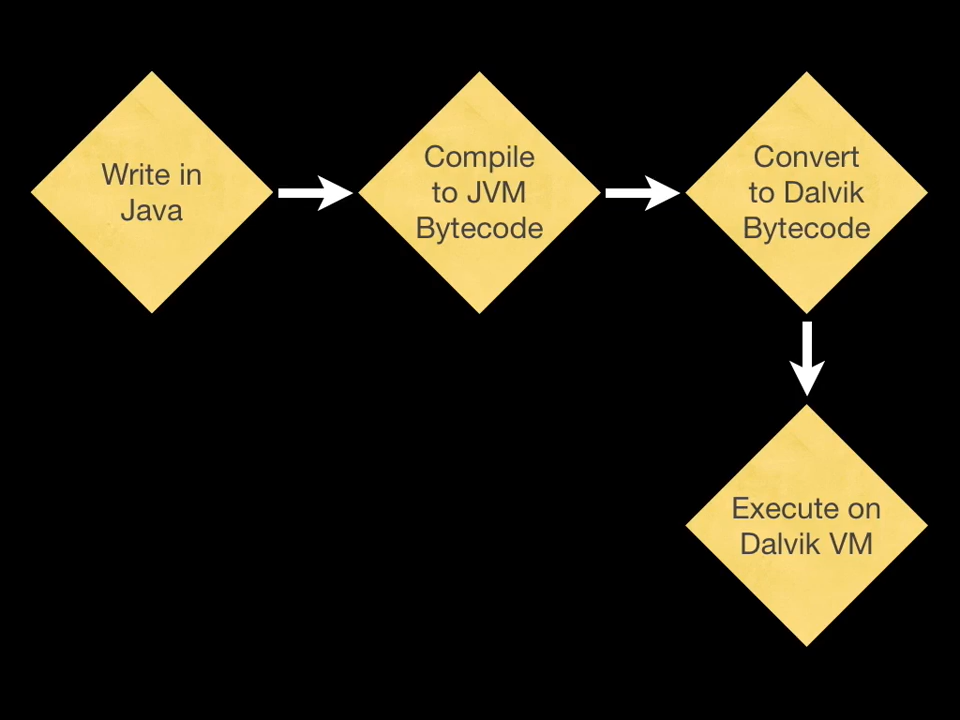 Write in
Java
Compile
to JVM
Bytecode
Convert
to Dalvik
Bytecode
Execute on
Dalvik VM